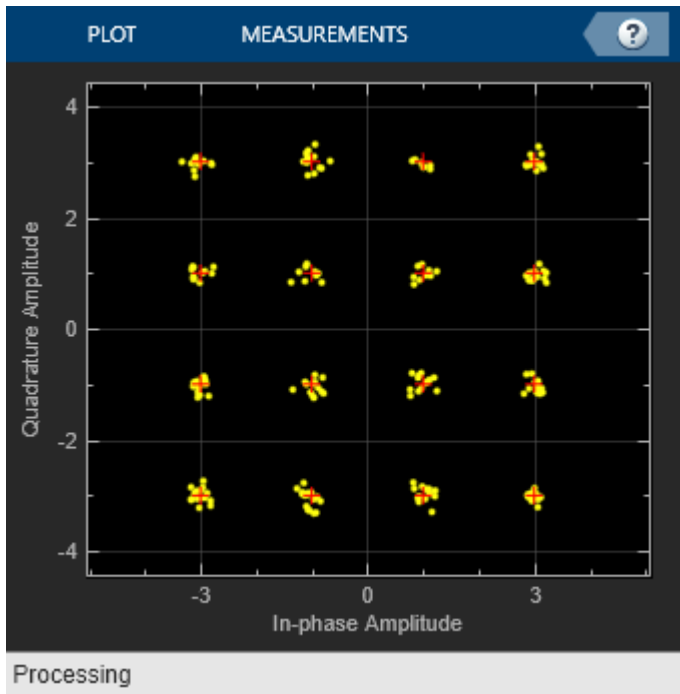 PLOT MEASUREMENTS ?
4
2
0
-2
-4
Quadrature Amplitude
-3 0 3
In-phase Amplitude
Processing